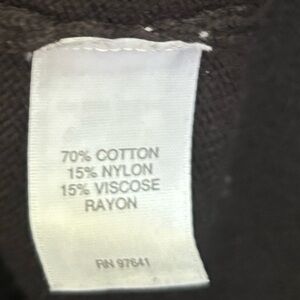 70% COTTON
15% NYLON
15% VISCOSE
RAYON
RN 97641